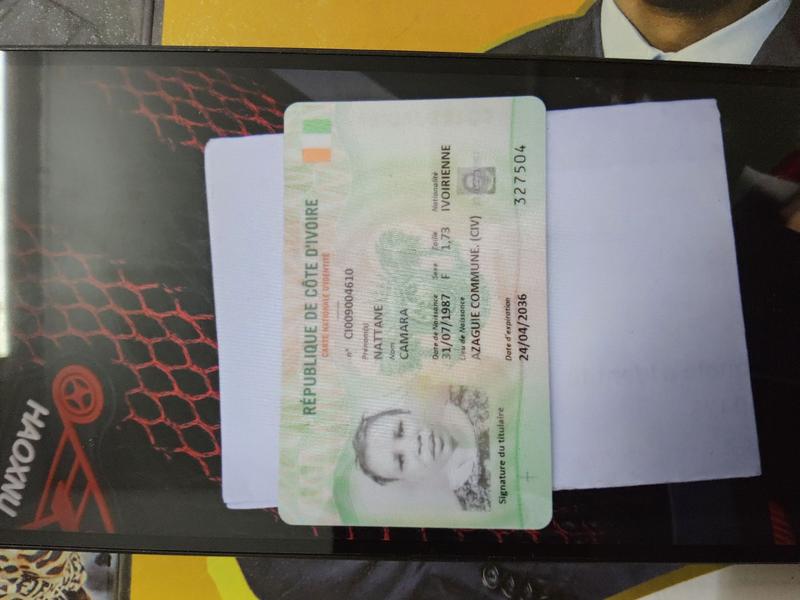 RÉPUBLIQUE DE CÔTE D'IVOIRE
CARTE NATIONALE D'IDENTITÉ
n° CI009004610
Prénom(s)
NATTANE
Nom
CAMARA
Date de Naissance Sexe Taille Nationalité
31/07/1987 F 1,73 IVOIRIENNE
Lieu de Naissance
AZAGUIE COMMUNE. (CIV)
Date d'expiration
24/04/2036
327504
Signature du titulaire
HAOXNU